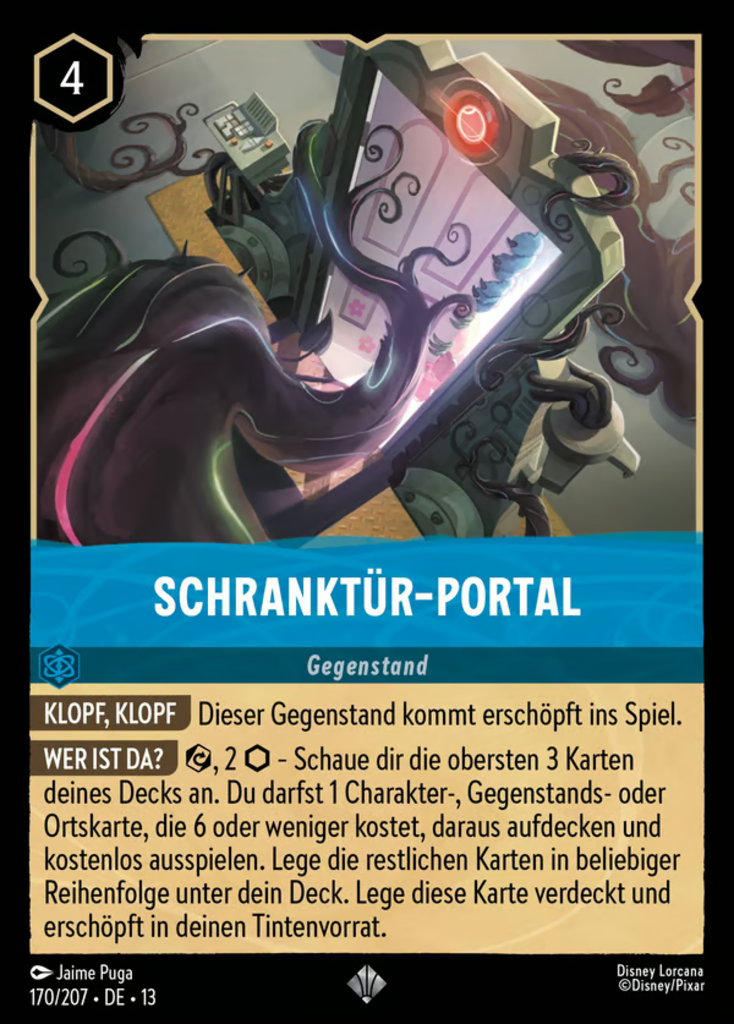 4
SCHRANKTÜR-PORTAL
Gegenstand
KLOPF, KLOPF Dieser Gegenstand kommt erschöpft ins Spiel.
WER IST DA? , 2 - Schaue dir die obersten 3 Karten
deines Decks an. Du darfst 1 Charakter-, Gegenstands- oder
Ortskarte, die 6 oder weniger kostet, daraus aufdecken und
kostenlos ausspielen. Lege die restlichen Karten in beliebiger
Reihenfolge unter dein Deck. Lege diese Karte verdeckt und
erschöpft in deinen Tintenvorrat.
Jaime Puga
170/207 • DE • 13
Disney Lorcana
©Disney/Pixar